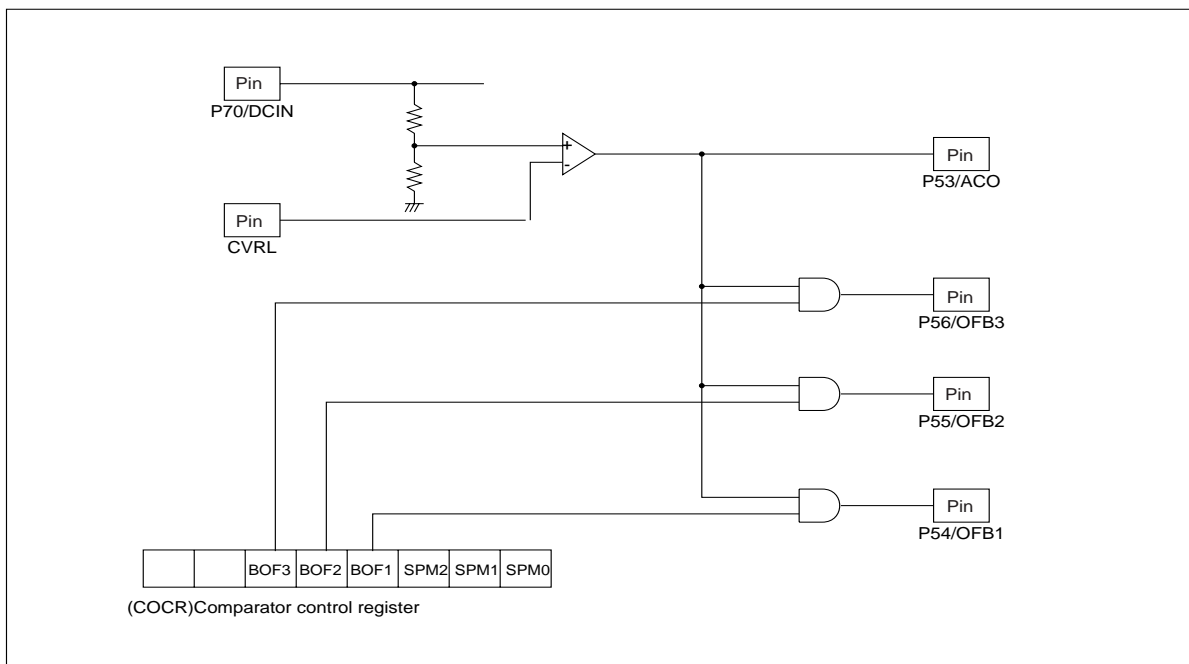 Pin
P70/DCIN
+
-
Pin
P53/ACO
Pin
CVRL
Pin
P56/OFB3
Pin
P55/OFB2
Pin
P54/OFB1
BOF3 BOF2 BOF1 SPM2 SPM1 SPM0
(COCR)Comparator control register